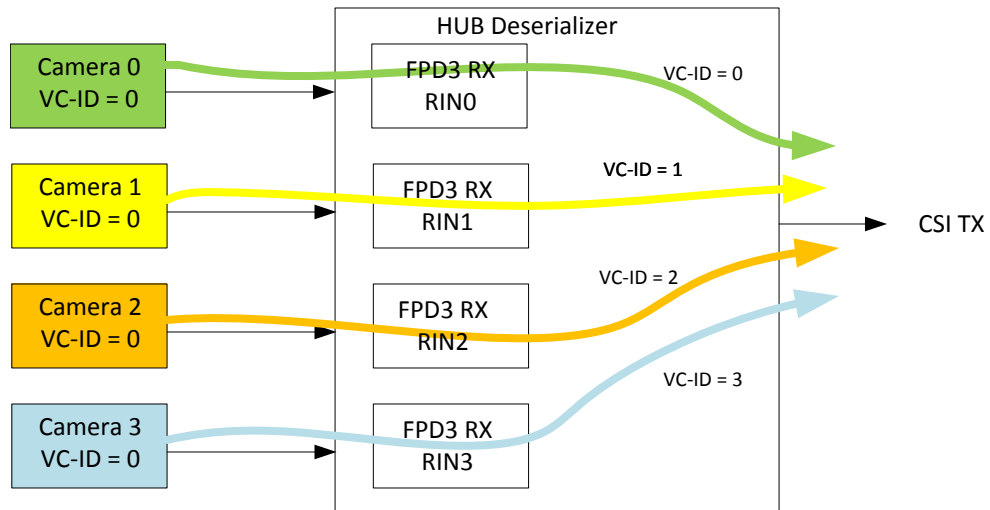 HUB Deserializer
Camera 0
VC-ID = 0
FPD3 RX
RIN0
VC-ID = 0
Camera 1
VC-ID = 0
FPD3 RX
RIN1
VC-ID = 1
CSI TX
Camera 2
VC-ID = 0
FPD3 RX
RIN2
VC-ID = 2
Camera 3
VC-ID = 0
FPD3 RX
RIN3
VC-ID = 3